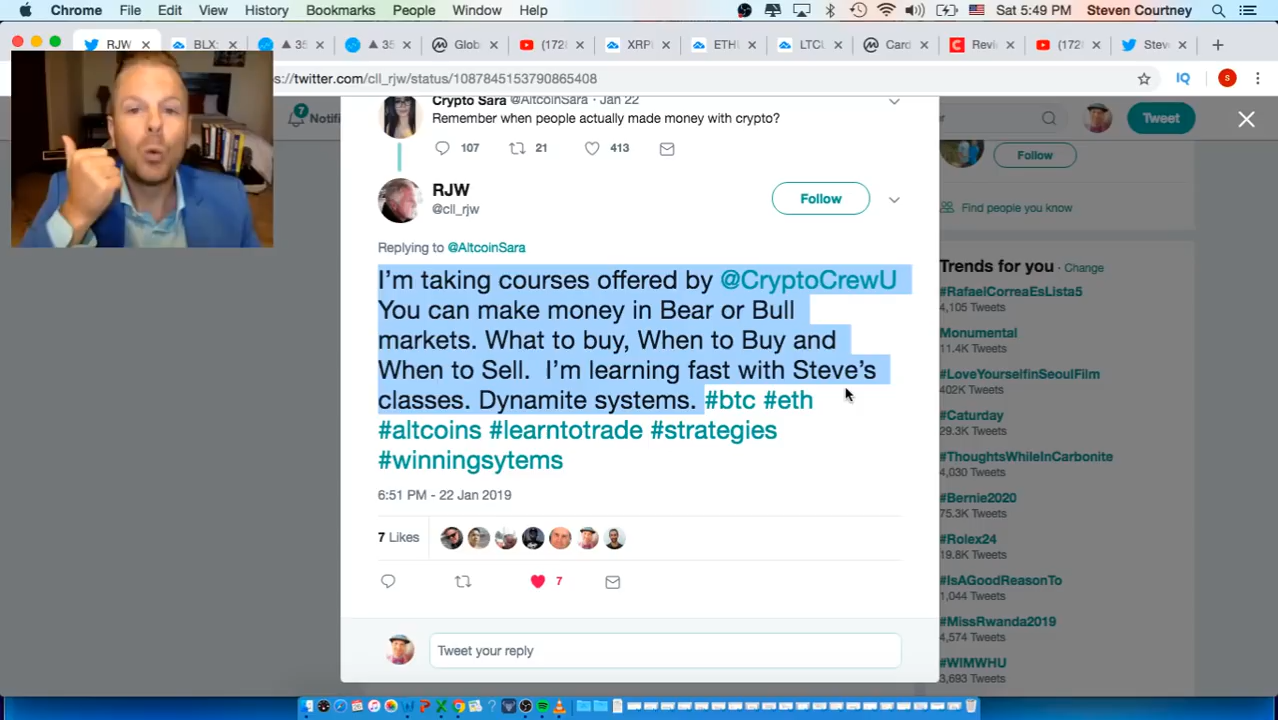 Chrome File Edit View History Bookmarks People Window Help Sat 5:49 PM Steven Courtney
RJW BLX: 35 35 Glob (172 XRP ETH LTC Card Revi (172 Stev
://twitter.com/cll_rjw/status/1087845153790865408 IQ S
7 Notifi
Tweet
Crypto Sara @AltcoinSara · Jan 22
Remember when people actually made money with crypto?
107 21 413
RJW
@cll_rjw
Follow
Replying to @AltcoinSara
I'm taking courses offered by @CryptoCrewU
You can make money in Bear or Bull
markets. What to buy, When to Buy and
When to Sell. I'm learning fast with Steve's
classes. Dynamite systems. #btc #eth
#altcoins #learntotrade #strategies
#winningsytems
6:51 PM - 22 Jan 2019
7 Likes
7
Tweet your reply
Follow
Find people you know
Trends for you · Change
#RafaelCorreaEsLista5
4,105 Tweets
Monumental
11.4K Tweets
#LoveYourselfinSeoulFilm
402K Tweets
#Caturday
29.3K Tweets
#ThoughtsWhileInCarbonite
4,030 Tweets
#Bernie2020
75.3K Tweets
#Rolex24
19.8K Tweets
#IsAGoodReasonTo
1,044 Tweets
#MissRwanda2019
4,574 Tweets
#WIMWHU
3,693 Tweets